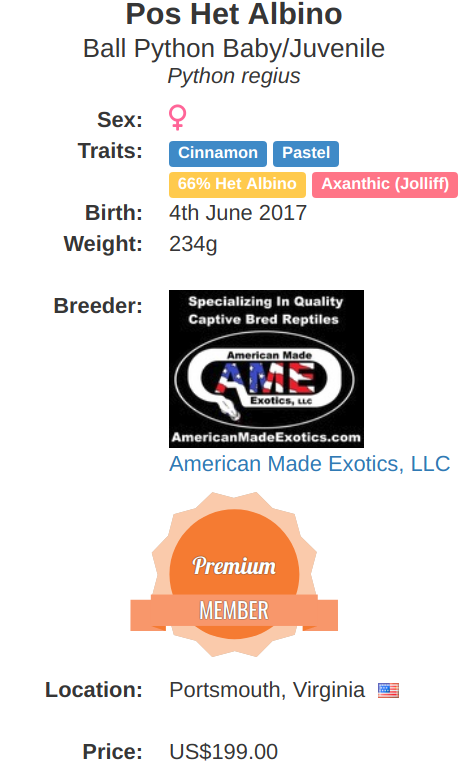 Pos Het Albino
Ball Python Baby/Juvenile
Python regius
Sex: ♀
Traits: Cinnamon Pastel
66% Het Albino Axanthic (Jolliff)
Birth: 4th June 2017
Weight: 234g
Breeder:
Specializing In Quality
Captive Bred Reptiles
American Made
AME
Exotics, LLC
AmericanMadeExotics.com
American Made Exotics, LLC
Premium
MEMBER
Location: Portsmouth, Virginia
Price: US$199.00